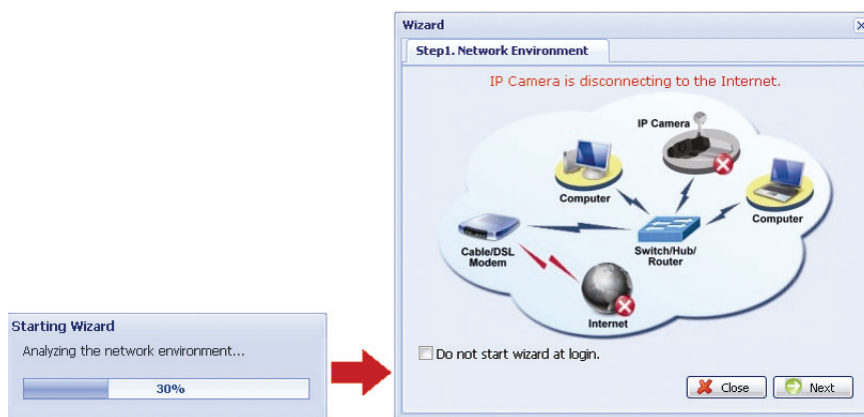 Starting Wizard
Analyzing the network environment...
30%
Wizard
Step1. Network Environment
IP Camera is disconnecting to the Internet.
IP Camera
Computer
Computer
Cable/DSL
Modem
Switch/Hub/
Router
Internet
Do not start wizard at login.
Close
Next